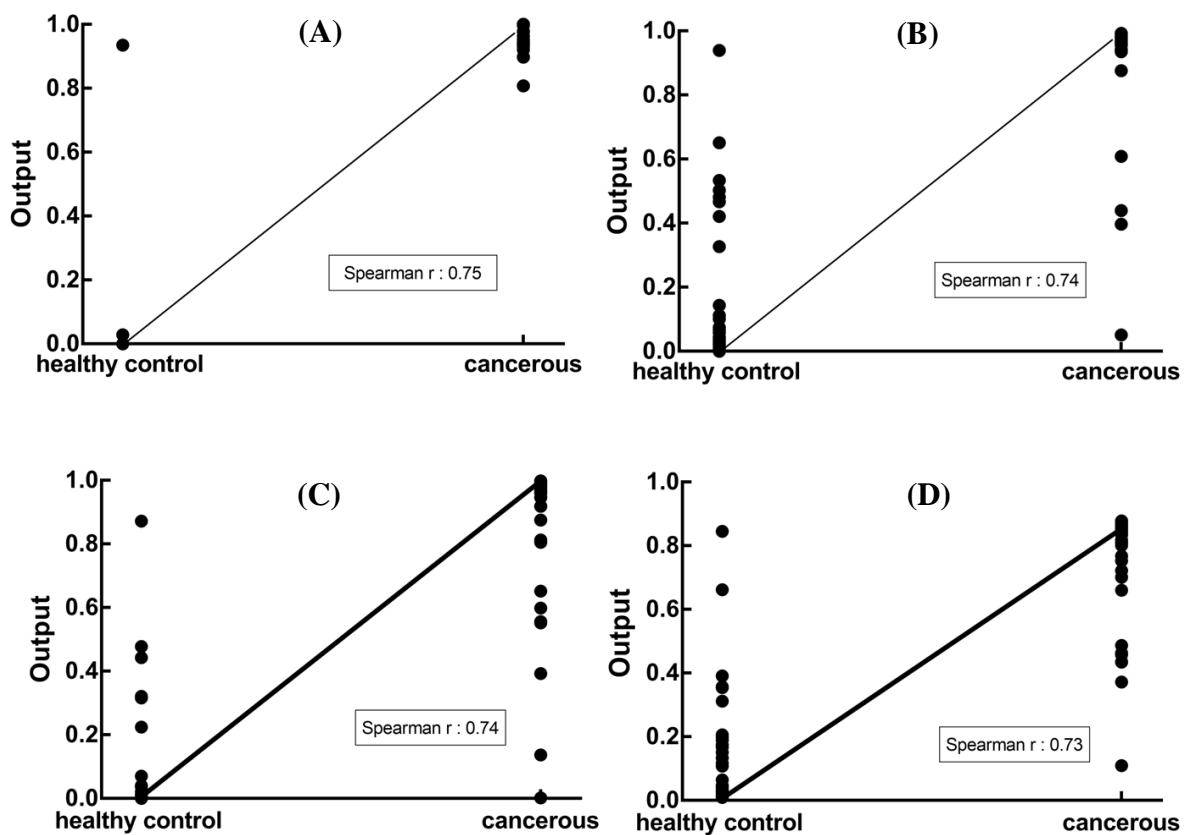 (A)
1.0
0.8
0.6
0.4
0.2
0.0
Output
Spearman r : 0.75
healthy control
cancerous
(B)
1.0
0.8
0.6
0.4
0.2
0.0
Output
Spearman r : 0.74
healthy control
cancerous
(C)
1.0
0.8
0.6
0.4
0.2
0.0
Output
Spearman r : 0.74
healthy control
cancerous
(D)
1.0
0.8
0.6
0.4
0.2
0.0
Output
Spearman r : 0.73
healthy control
cancerous